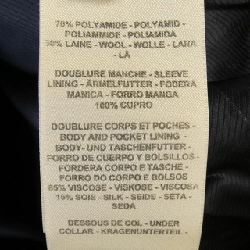 70% POLYAMIDE - POLYAMID -
POLIAMMIDE - POLIAMIDA
30% LAINE - WOOL - WOLLE - LANA -
LÃ
DOUBLURE MANCHE - SLEEVE
LINING - ÄRMELFUTTER - FODERA
MANICA - FORRO MANGA
100% CUPRO
DOUBLURE CORPS ET POCHES -
BODY AND POCKET LINING -
BODY- UND TASCHENFUTTER -
FORRO DE CUERPO Y BOLSILLOS -
FORDERA CORPO E TASCHE -
FORRO DO CORPO E BOLSOS
85% VISCOSE - VISKOSE - VISCOSA
15% SOIE - SILK - SEIDE - SETA -
SEDA
DESSOUS DE COL - UNDER
COLLAR - KRAGENUNTERTEIL -